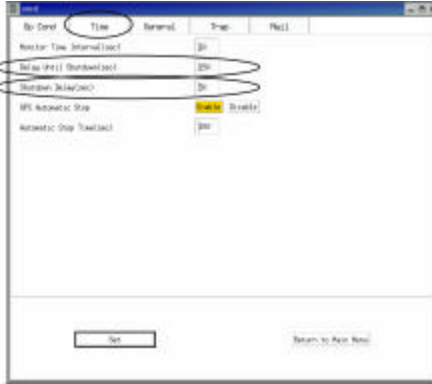 Op Cond Time General Trap Mail
Monitor Time Interval(sec)
Delay Until Shutdown(sec)
Shutdown Delay(sec)
UPS Automatic Stop Enable Disable
Automatic Stop Time(sec)
Set Return to Main Menu